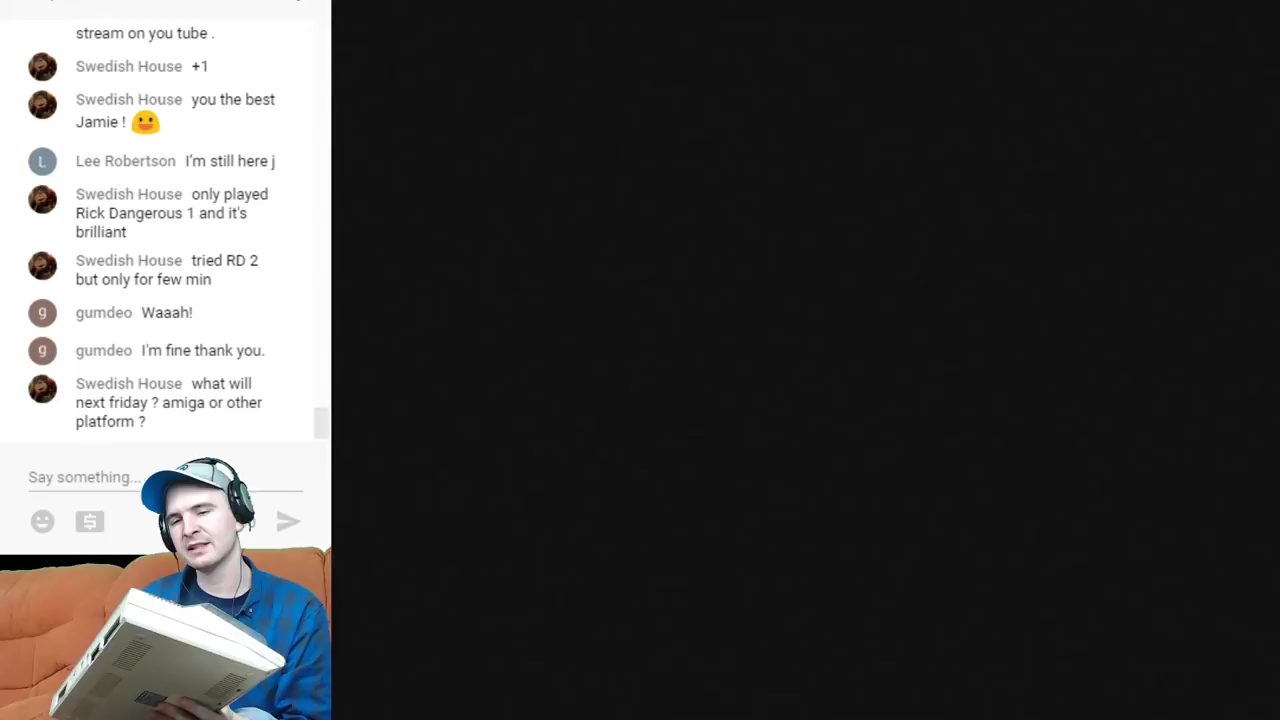 stream on you tube .
Swedish House +1
Swedish House you the best
Jamie !
L Lee Robertson I'm still here j
Swedish House only played
Rick Dangerous 1 and it's
brilliant
Swedish House tried RD 2
but only for few min
g gumdeo Waaah!
g gumdeo I'm fine thank you.
Swedish House what will
next friday ? amiga or other
platform ?
Say something...